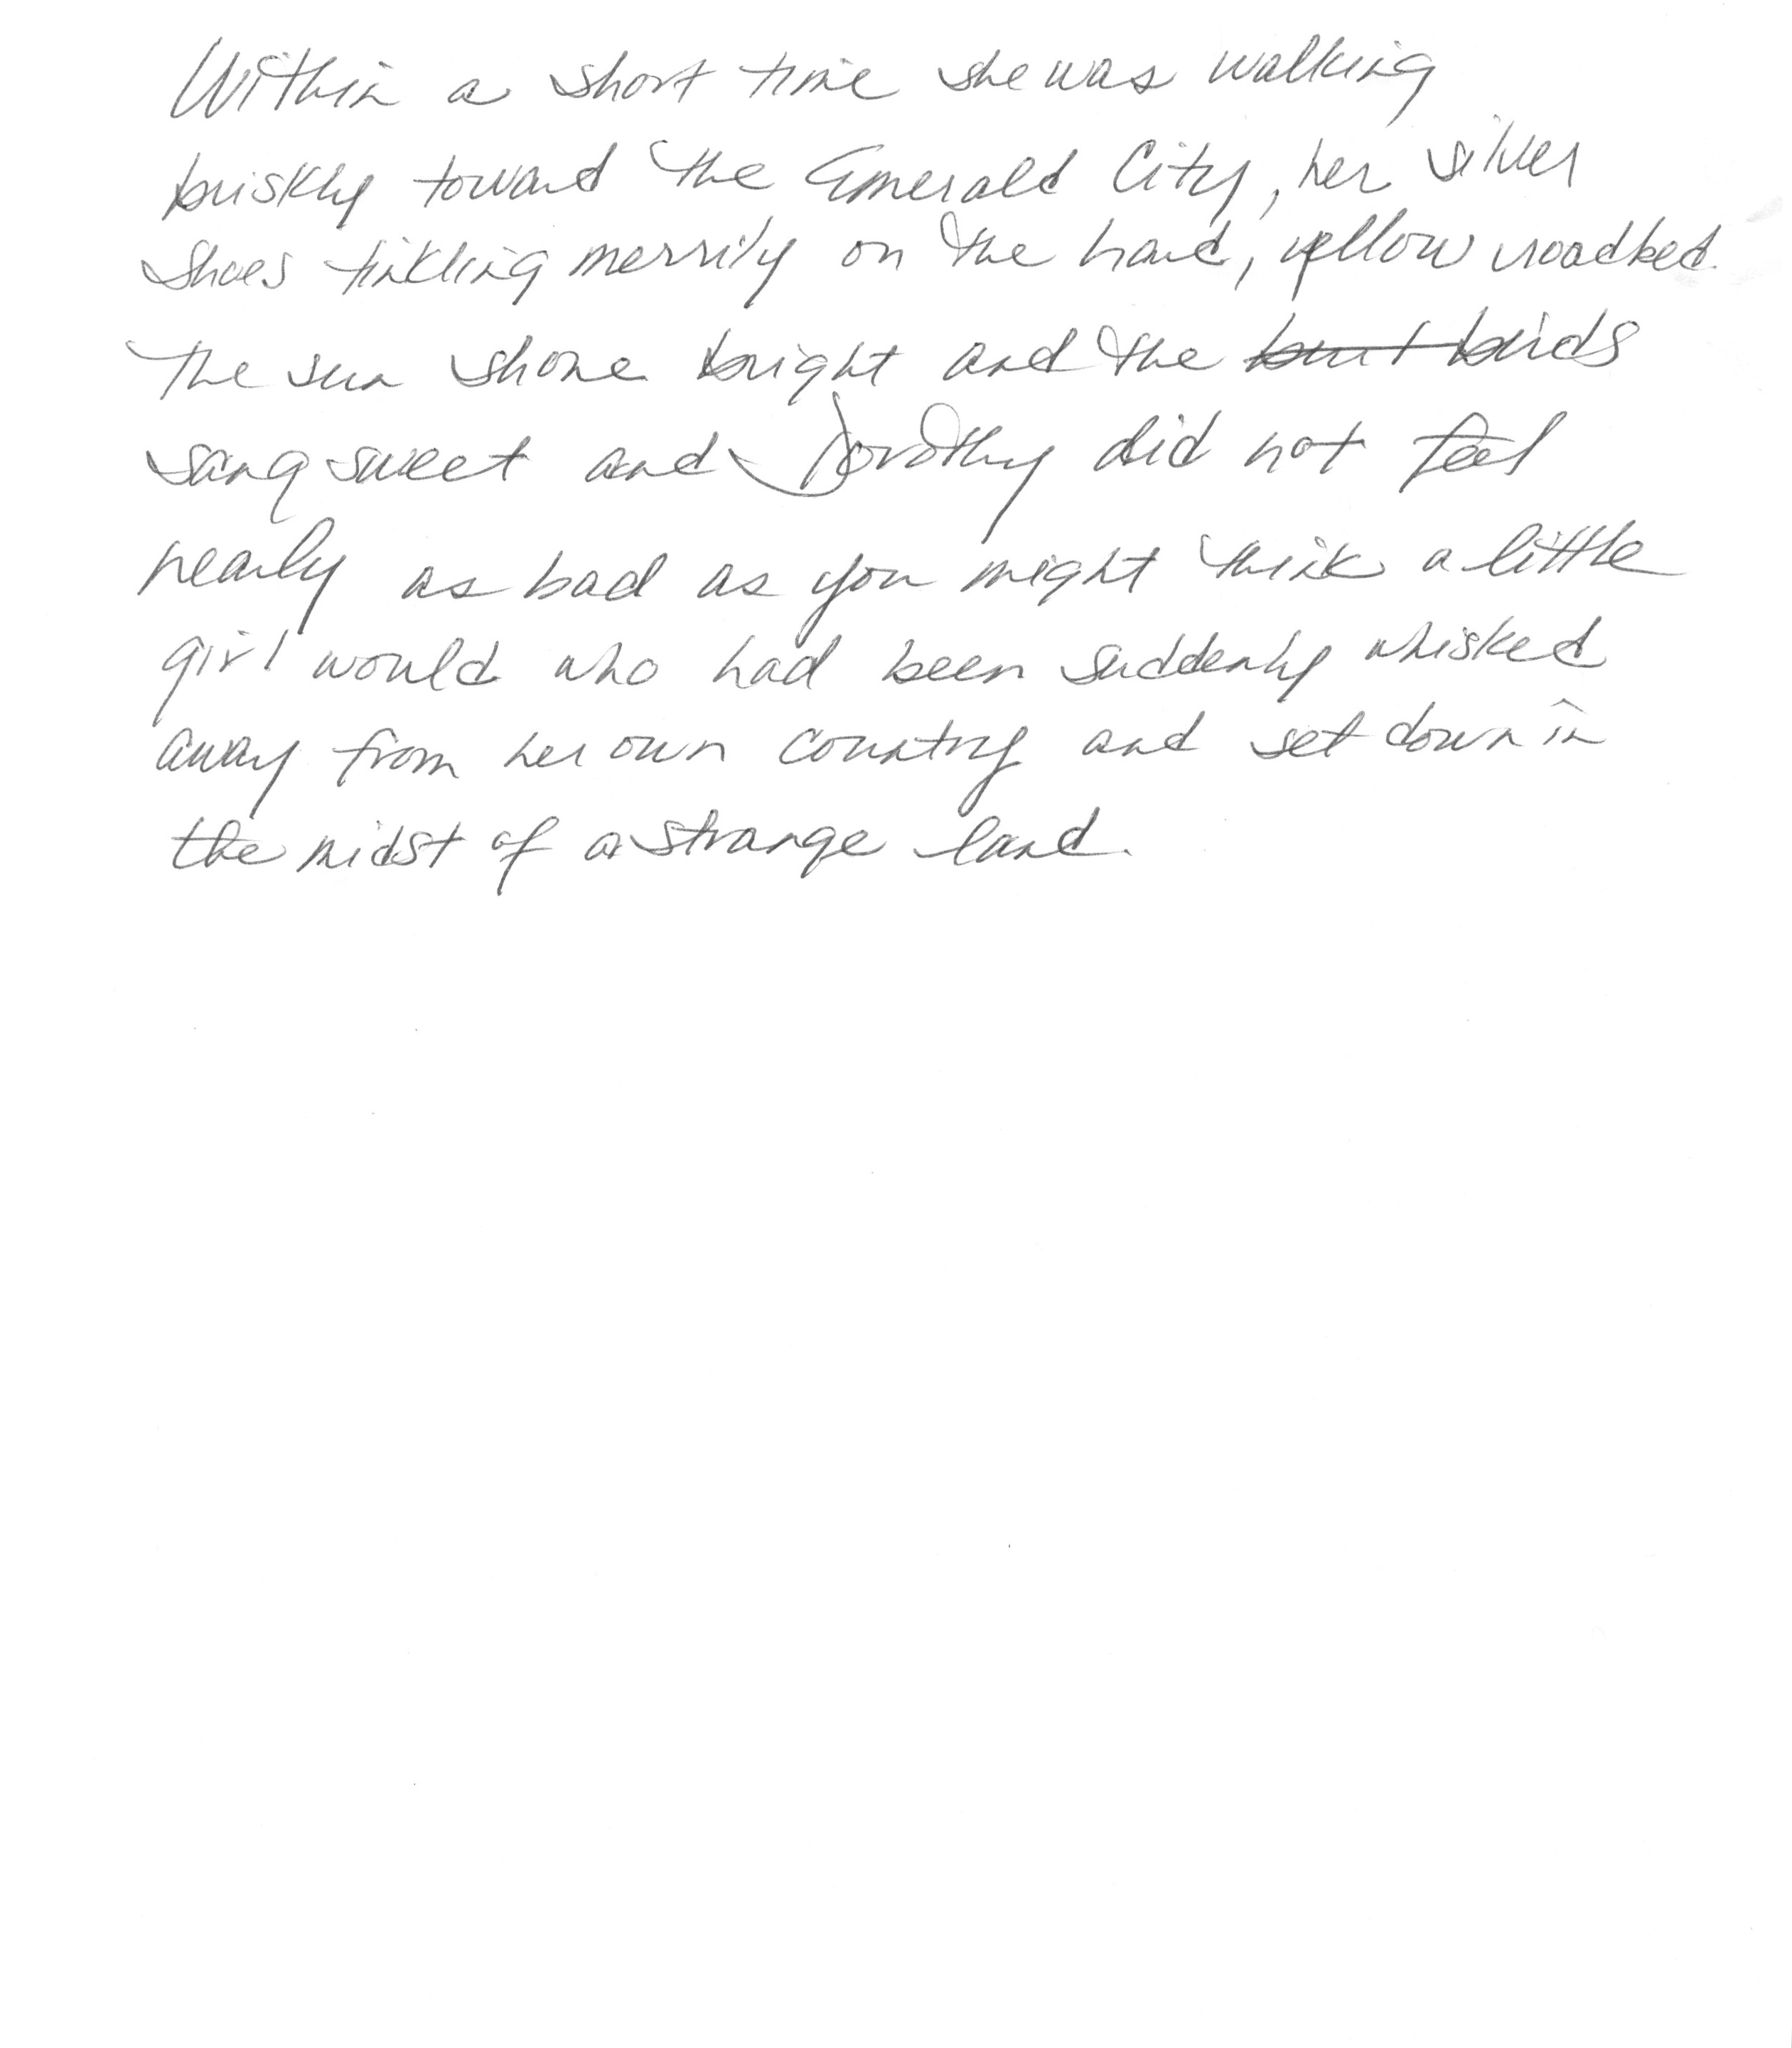 Within a short time she was walking
briskly toward the Emerald City, her silver
shoes tinkling merrily on the hard, yellow roadbed.
The sun shone bright and the birds
sang sweet and Dorothy did not feel
nearly as bad as you might think a little
girl would who had been suddenly whisked
away from her own country and set down in
the midst of a strange land.